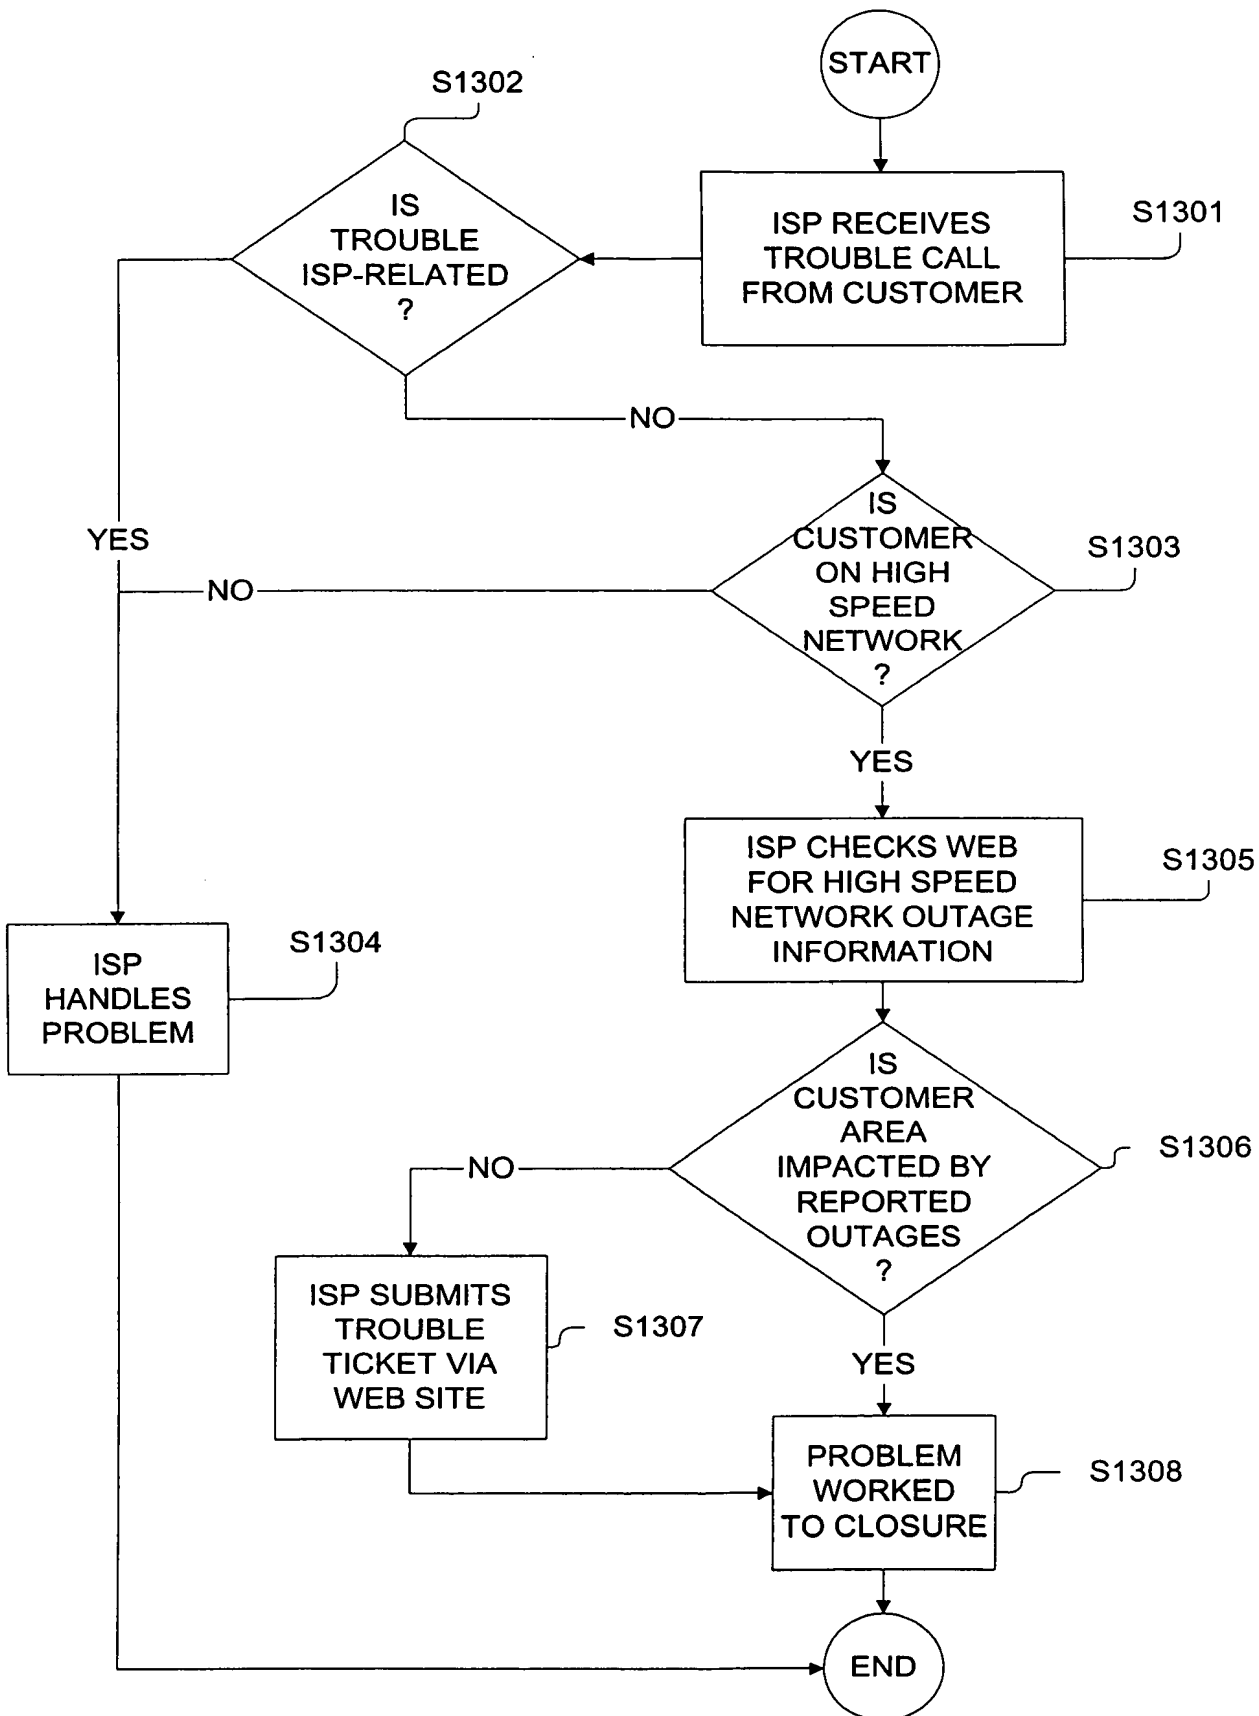 START
S1302
IS
TROUBLE
ISP-RELATED
?
ISP RECEIVES
TROUBLE CALL
FROM CUSTOMER
S1301
NO
IS
CUSTOMER
ON HIGH
SPEED
NETWORK
?
S1303
YES
NO
YES
ISP CHECKS WEB
FOR HIGH SPEED
NETWORK OUTAGE
INFORMATION
S1305
ISP
HANDLES
PROBLEM
S1304
IS
CUSTOMER
AREA
IMPACTED BY
REPORTED
OUTAGES
?
S1306
NO
ISP SUBMITS
TROUBLE
TICKET VIA
WEB SITE
S1307
YES
PROBLEM
WORKED
TO CLOSURE
S1308
END